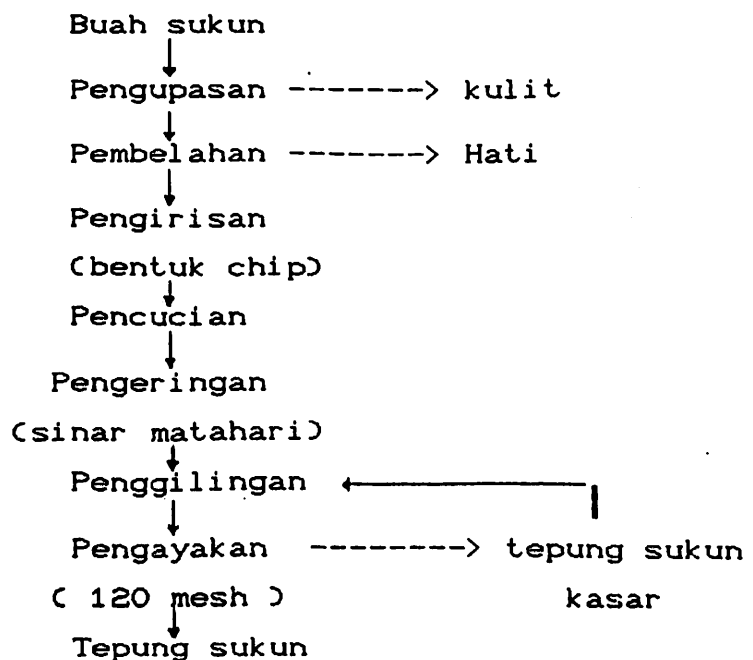 Buah sukun
Pengupasan -------> kulit
Pembelahan -------> Hati
Pengirisan
(bentuk chip)
Pencucian
Pengeringan
(sinar matahari)
Penggilingan
Pengayakan --------> tepung sukun
( 120 mesh ) kasar
Tepung sukun